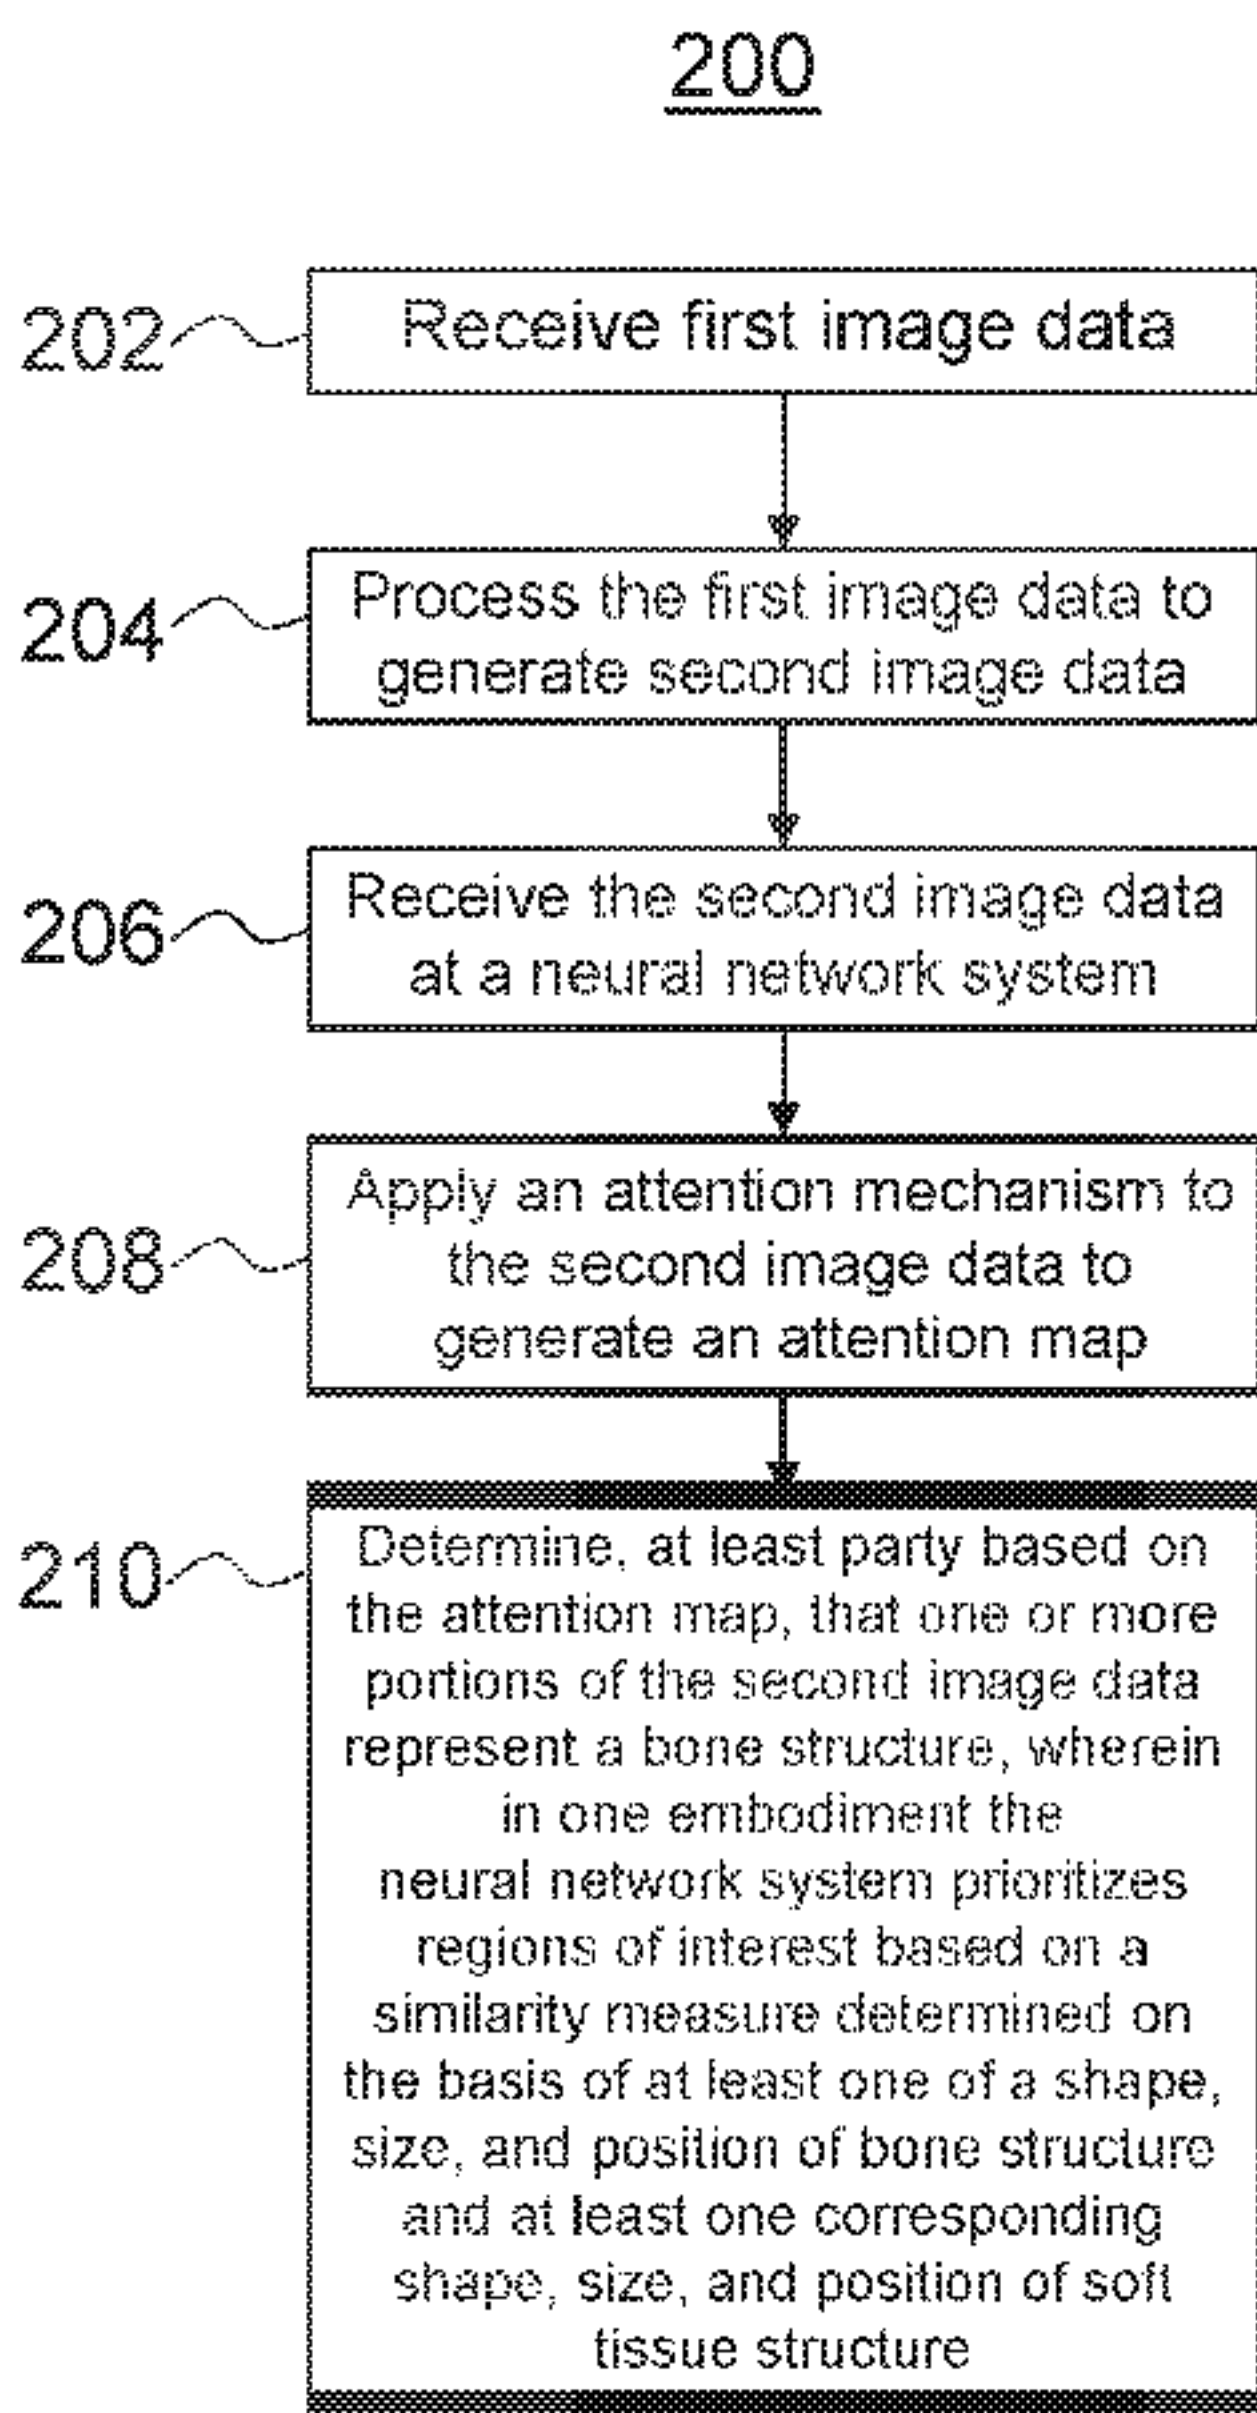 200
202
Receive first image data
204
Process the first image data to
generate second image data
206
Receive the second image data
at a neural network system
208
Apply an attention mechanism to
the second image data to
generate an attention map
210
Determine, at least party based on
the attention map, that one or more
portions of the second image data
represent a bone structure, wherein
in one embodiment the
neural network system prioritizes
regions of interest based on a
similarity measure determined on
the basis of at least one of a shape,
size, and position of bone structure
and at least one corresponding
shape, size, and position of soft
tissue structure